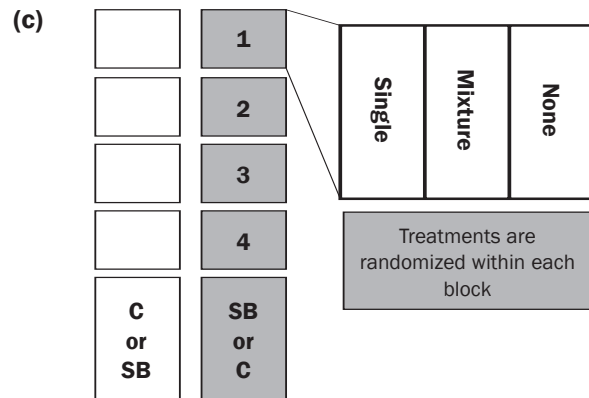 (c)
1
2
3
4
C
or
SB
SB
or
C
Single
Mixture
None
Treatments are
randomized within each
block